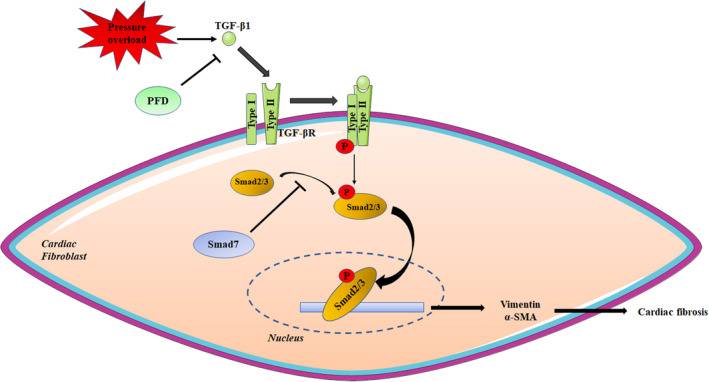 Pressure
overload
TGF-β1
PFD
Type I
Type II
TGF-βR
Type I
Type II
P
Smad2/3
P
Smad2/3
Smad7
Cardiac
Fibroblast
P
Smad2/3
Nucleus
Vimentin
α-SMA
Cardiac fibrosis